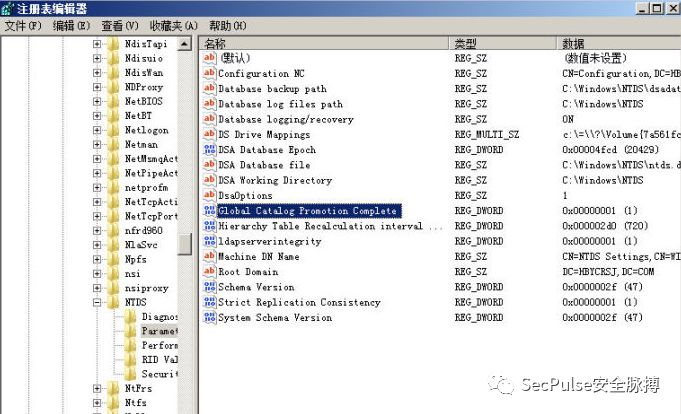 注册表编辑器
文件(F) 编辑(E) 查看(V) 收藏夹(A) 帮助(H)
NdisTapi
Ndisuio
NdisWan
NDProxy
NetBIOS
NetBT
Netlogon
Netman
NetMsmqAct
NetPipeAct
netprofm
NetTcpActi
NetTcpPort
nfrd960
NlaSvc
Npfs
nsi
nsiproxy
NTDS
Diagnos
Paramet
Perform
RID Val
Securit
NtFrs
Ntfs
名称 类型 数据
(默认) REG_SZ (数值未设置)
Configuration NC REG_SZ CN=Configuration,DC=HB
Database backup path REG_SZ C:\Windows\NTDS\dsadat
Database log files path REG_SZ C:\Windows\NTDS
Database logging/recovery REG_SZ ON
DS Drive Mappings REG_MULTI_SZ c:\=\\?\Volume{7a561fc
DSA Database Epoch REG_DWORD 0x00004fcd (20429)
DSA Database file REG_SZ C:\Windows\NTDS\ntds.d
DSA Working Directory REG_SZ C:\Windows\NTDS
DsaOptions REG_SZ 1
Global Catalog Promotion Complete REG_DWORD 0x00000001 (1)
Hierarchy Table Recalculation interval ... REG_DWORD 0x000002d0 (720)
ldapserverintegrity REG_DWORD 0x00000001 (1)
Machine DN Name REG_SZ CN=NTDS Settings,CN=WI
Root Domain REG_SZ DC=HBYCRSJ,DC=COM
Schema Version REG_DWORD 0x0000002f (47)
Strict Replication Consistency REG_DWORD 0x00000001 (1)
System Schema Version REG_DWORD 0x0000002f (47)
SecPulse安全脉搏